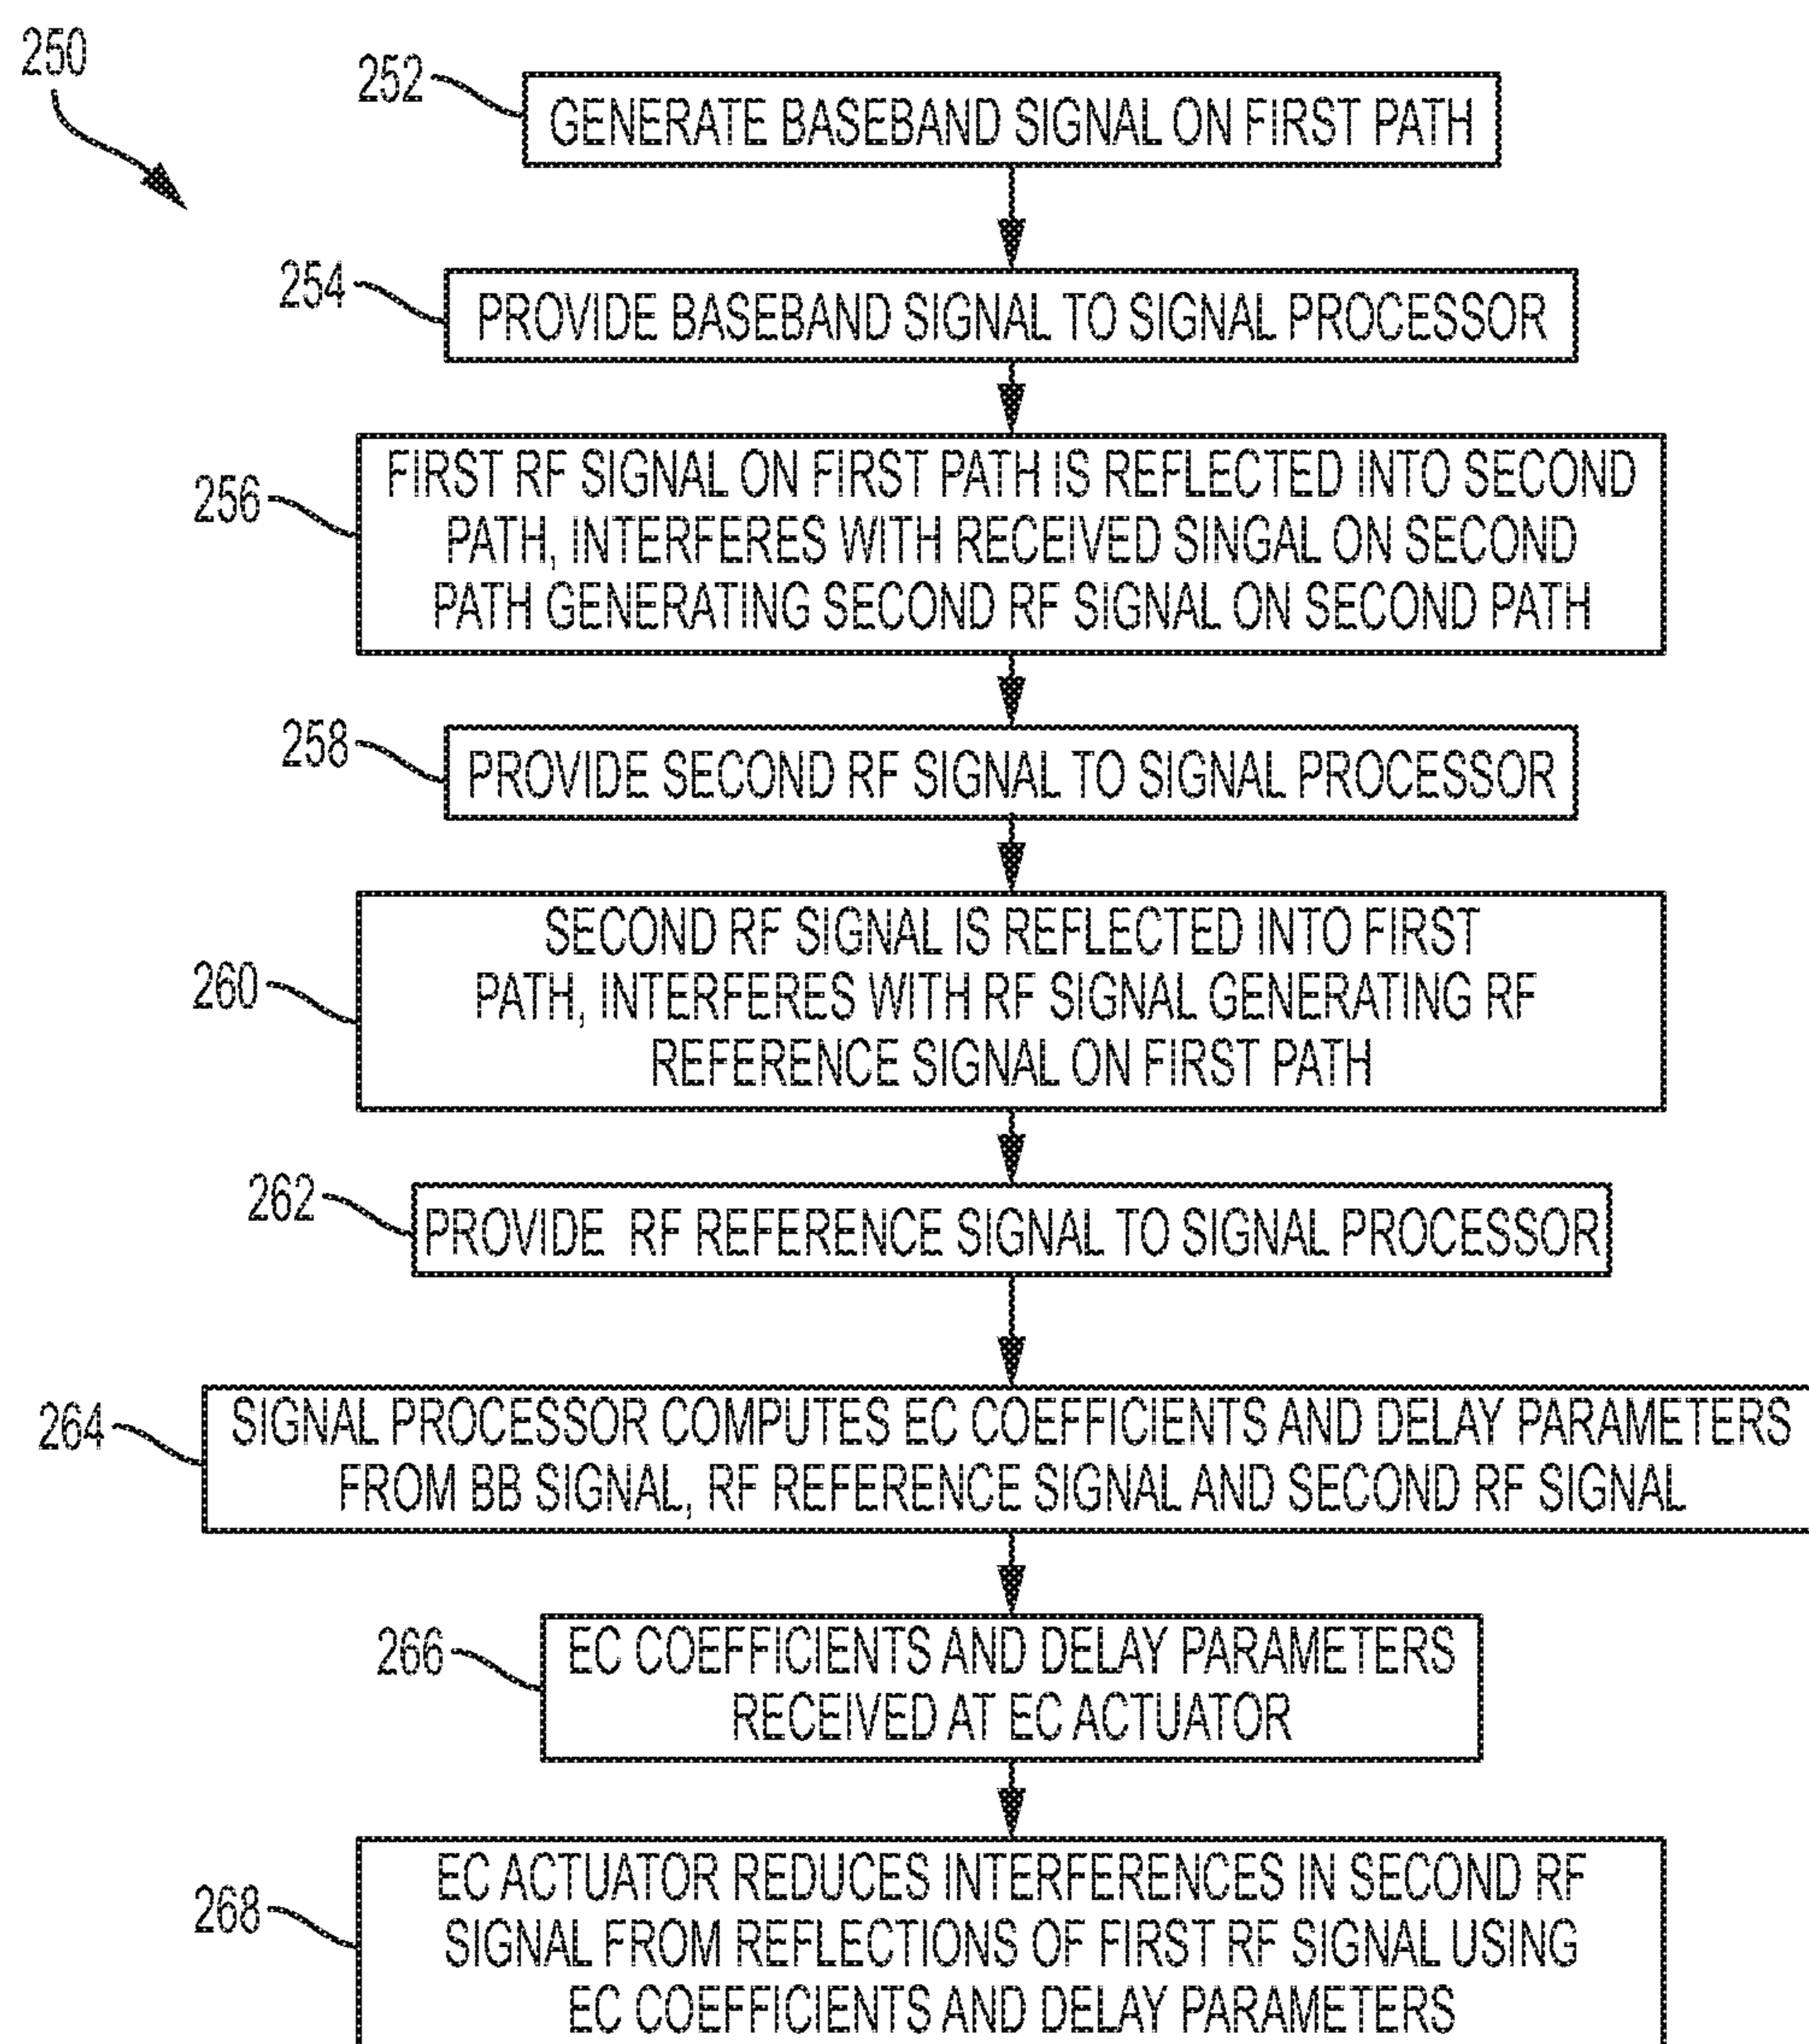 250
252
GENERATE BASEBAND SIGNAL ON FIRST PATH
254
PROVIDE BASEBAND SIGNAL TO SIGNAL PROCESSOR
256
FIRST RF SIGNAL ON FIRST PATH IS REFLECTED INTO SECOND
PATH, INTERFERES WITH RECEIVED SINGAL ON SECOND
PATH GENERATING SECOND RF SIGNAL ON SECOND PATH
258
PROVIDE SECOND RF SIGNAL TO SIGNAL PROCESSOR
260
SECOND RF SIGNAL IS REFLECTED INTO FIRST
PATH, INTERFERES WITH RF SIGNAL GENERATING RF
REFERENCE SIGNAL ON FIRST PATH
262
PROVIDE RF REFERENCE SIGNAL TO SIGNAL PROCESSOR
264
SIGNAL PROCESSOR COMPUTES EC COEFFICIENTS AND DELAY PARAMETERS
FROM BB SIGNAL, RF REFERENCE SIGNAL AND SECOND RF SIGNAL
266
EC COEFFICIENTS AND DELAY PARAMETERS
RECEIVED AT EC ACTUATOR
268
EC ACTUATOR REDUCES INTERFERENCES IN SECOND RF
SIGNAL FROM REFLECTIONS OF FIRST RF SIGNAL USING
EC COEFFICIENTS AND DELAY PARAMETERS